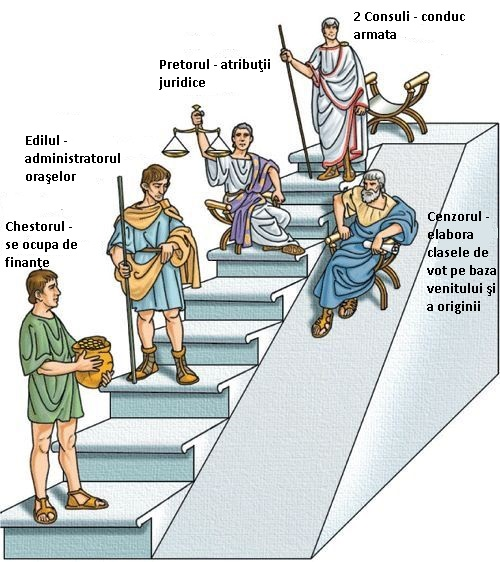 2 Consuli - conduc
armata
Pretorul - atribuţii
juridice
Edilul -
administratorul
oraşelor
Chestorul -
se ocupa de
finanţe
Cenzorul -
elabora
clasele de
vot pe baza
venitului şi
a originii